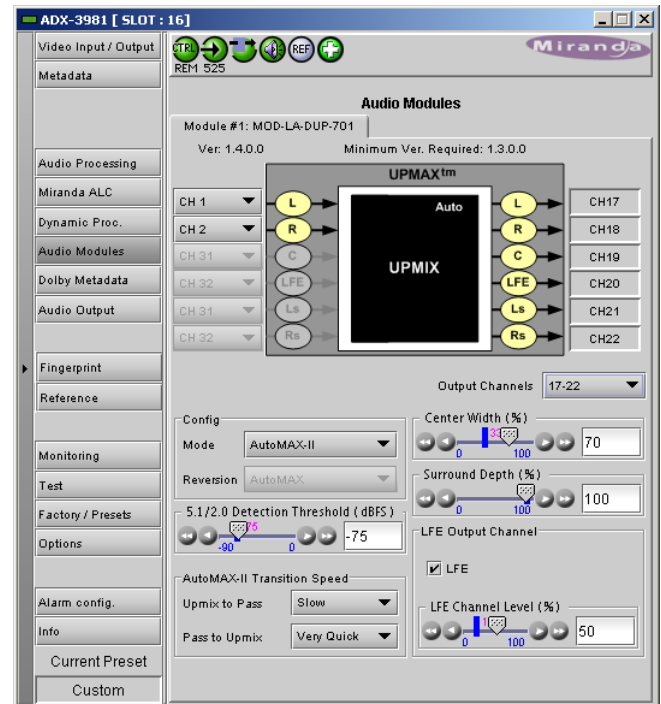 ADX-3981 [ SLOT : 16]
Video Input / Output
Metadata
Audio Processing
Miranda ALC
Dynamic Proc.
Audio Modules
Dolby Metadata
Audio Output
Fingerprint
Reference
Monitoring
Test
Factory / Presets
Options
Alarm config.
Info
Current Preset
Custom
CTRL
REF
REM 525
Miranda
Audio Modules
Module #1: MOD-LA-DUP-701
Ver: 1.4.0.0 Minimum Ver. Required: 1.3.0.0
UPMAXtm
Auto
UPMIX
CH 1 L L CH17
CH 2 R R CH18
CH 31 C C CH19
CH 32 LFE LFE CH20
CH 31 Ls Ls CH21
CH 32 Rs Rs CH22
Output Channels 17-22
Config
Mode AutoMAX-II
Reversion AutoMAX
5.1/2.0 Detection Threshold ( dBFS )
-90 0 -75
AutoMAX-II Transition Speed
Upmix to Pass Slow
Pass to Upmix Very Quick
Center Width (%)
0 100 70
Surround Depth (%)
0 100 100
LFE Output Channel
LFE
LFE Channel Level (%)
0 100 50